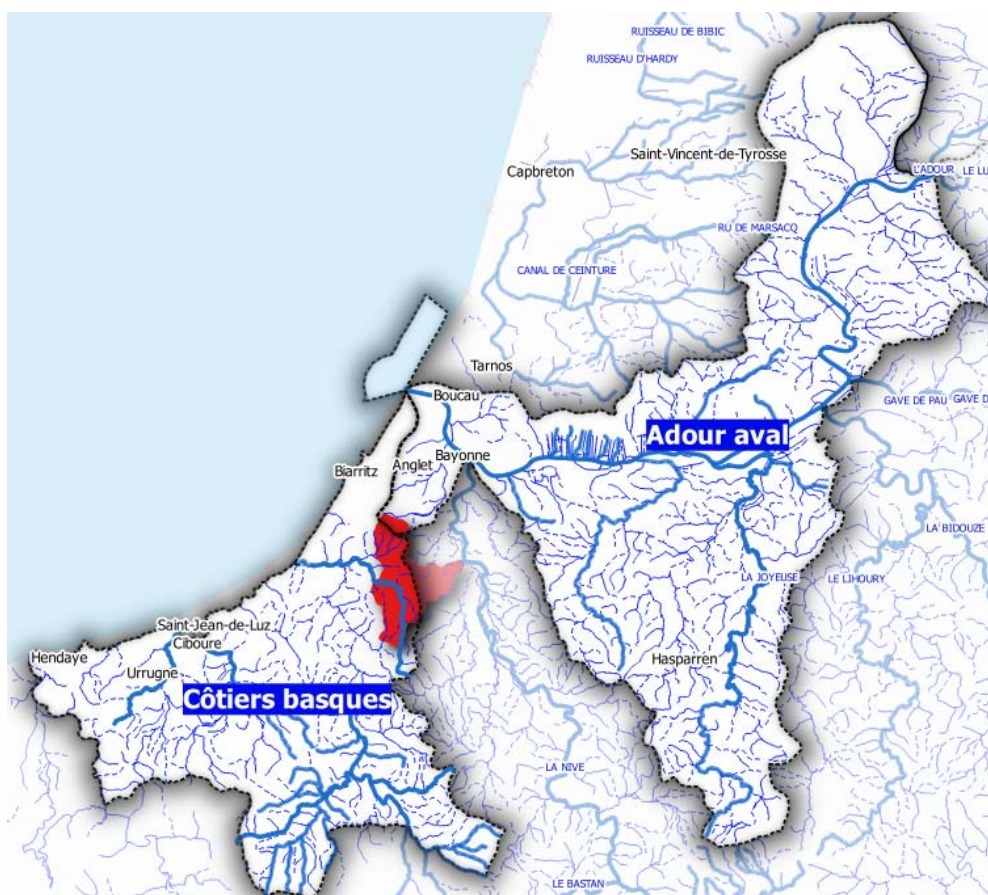 RUISSEAU DE BIBIC
RUISSEAU D'HARDY
Saint-Vincent-de-Tyrosse
Capbreton
L'ADOUR
LE LU
RU DE MARSACQ
CANAL DE CEINTURE
Tarnos
Boucau
GAVE DE PAU
GAVE D
Adour aval
Bayonne
Anglet
Biarritz
LA BIDOUZE
LA JOYEUSE
LE LIHOURY
Saint-Jean-de-Luz
Ciboure
Hendaye
Urrugne
Hasparren
Côtiers basques
LA NIVE
LE BASTAN